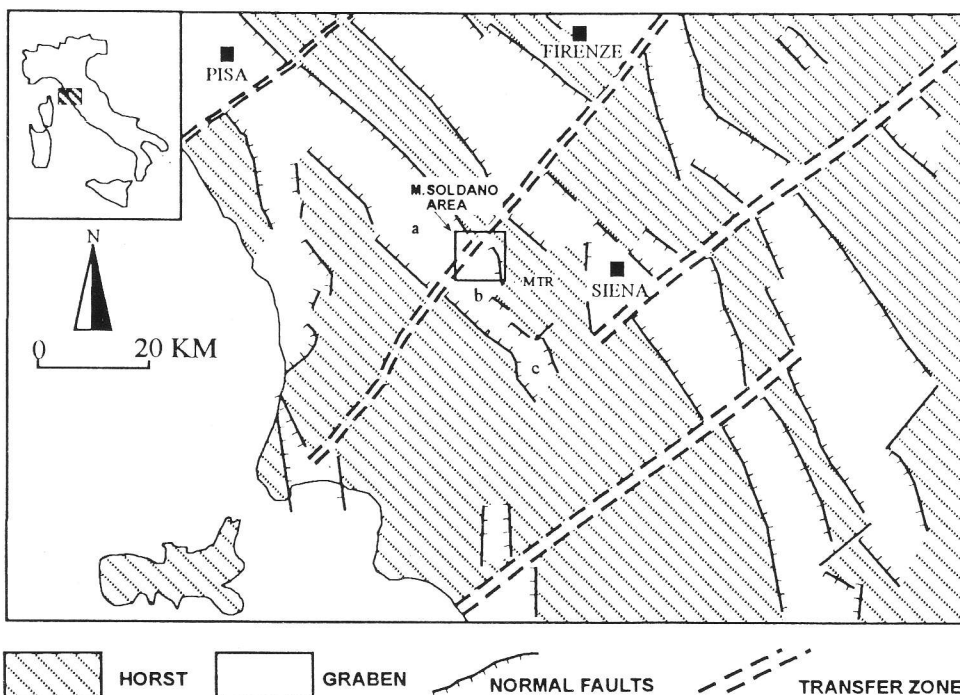 PISA
FIRENZE
M. SOLDANO
AREA
a
N
b
MTR
SIENA
0 20 KM
c
HORST GRABEN NORMAL FAULTS TRANSFER ZONE